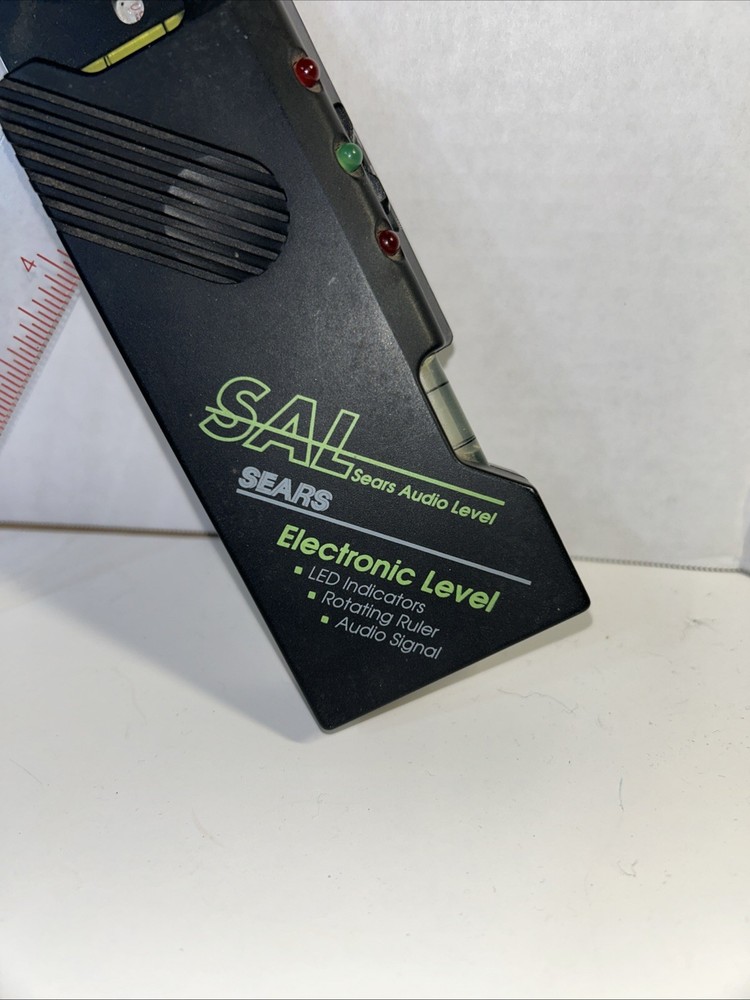 4
SAL
Sears Audio Level
SEARS
Electronic Level
▪ LED Indicators
▪ Rotating Ruler
▪ Audio Signal